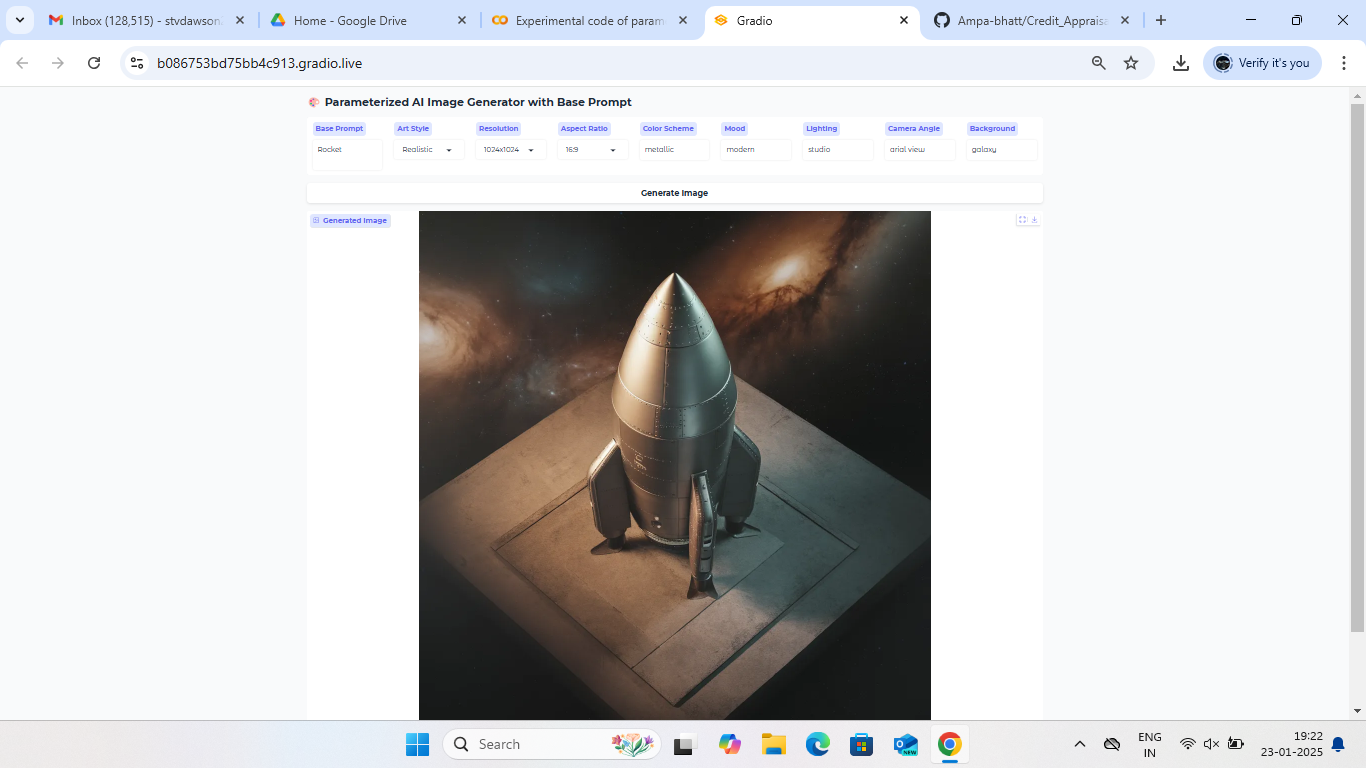 Inbox (128,515) - stvdawson
Home - Google Drive
Experimental code of param
Gradio
Ampa-bhatt/Credit_Appraisa
b086753bd75bb4c913.gradio.live
Verify it's you
Parameterized AI Image Generator with Base Prompt
Base Prompt Art Style Resolution Aspect Ratio Color Scheme Mood Lighting Camera Angle Background
Rocket Realistic 1024x1024 16:9 metallic modern studio arial view galaxy
Generate Image
Generated Image
Search
NEW
ENG
IN
19:22
23-01-2025